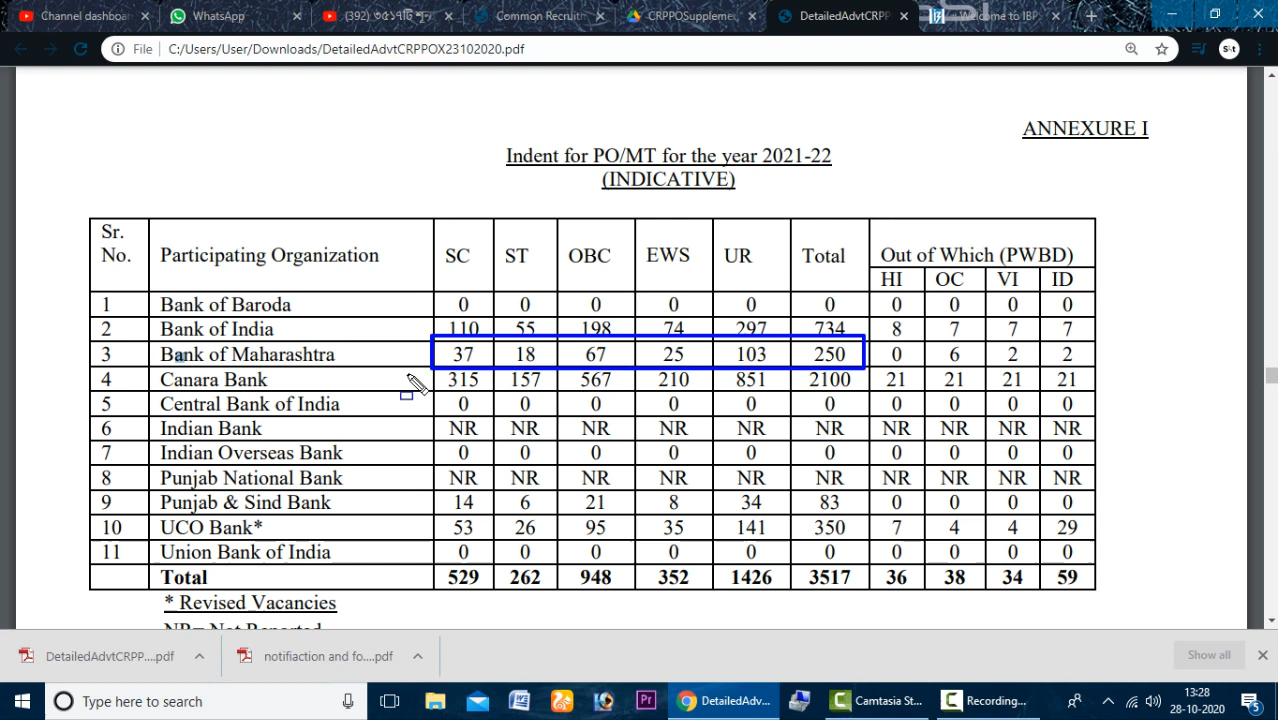 Channel dashboar
WhatsApp
(392)
Common Recruitm
CRPPOSupplemen
DetailedAdvtCRPP
Welcome to IBP
File C:/Users/User/Downloads/DetailedAdvtCRPPOX23102020.pdf
ANNEXURE I
Indent for PO/MT for the year 2021-22
(INDICATIVE)
Sr. No. Participating Organization SC ST OBC EWS UR Total Out of Which (PWBD)
HI OC VI ID
1 Bank of Baroda 0 0 0 0 0 0 0 0 0 0
2 Bank of India 110 55 198 74 297 734 8 7 7 7
3 Bank of Maharashtra 37 18 67 25 103 250 0 6 2 2
4 Canara Bank 315 157 567 210 851 2100 21 21 21 21
5 Central Bank of India 0 0 0 0 0 0 0 0 0 0
6 Indian Bank NR NR NR NR NR NR NR NR NR NR
7 Indian Overseas Bank 0 0 0 0 0 0 0 0 0 0
8 Punjab National Bank NR NR NR NR NR NR NR NR NR NR
9 Punjab & Sind Bank 14 6 21 8 34 83 0 0 0 0
10 UCO Bank* 53 26 95 35 141 350 7 4 4 29
11 Union Bank of India 0 0 0 0 0 0 0 0 0 0
Total 529 262 948 352 1426 3517 36 38 34 59
* Revised Vacancies
NR= Not Reported
DetailedAdvtCRPP....pdf
notifiaction and fo....pdf
Show all
Type here to search
DetailedAdv...
Camtasia St...
Recording...
13:28
28-10-2020